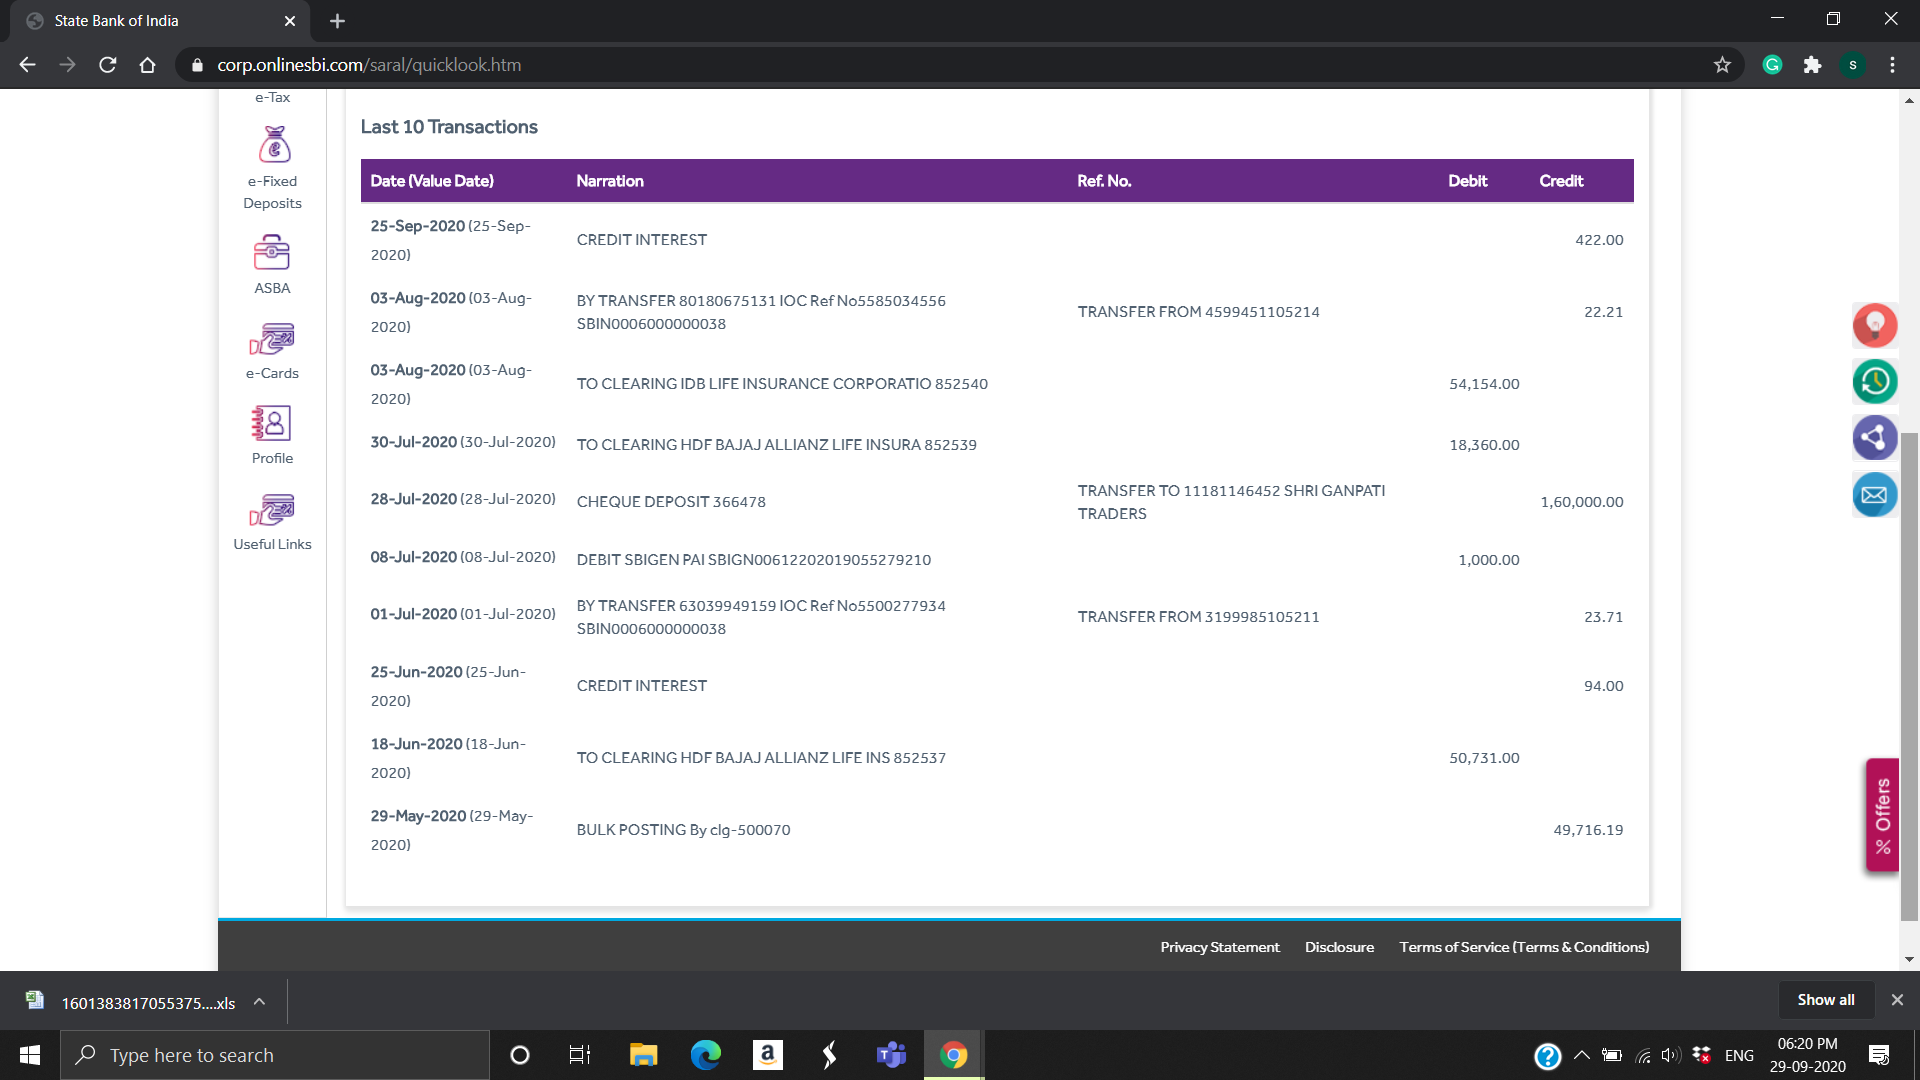 State Bank of India
corp.onlinesbi.com/saral/quicklook.htm
S
e-Tax
e-Fixed
Deposits
ASBA
e-Cards
Profile
Useful Links
Last 10 Transactions
Date (Value Date) Narration Ref. No. Debit Credit
25-Sep-2020 (25-Sep-
2020)
CREDIT INTEREST 422.00
03-Aug-2020 (03-Aug-
2020)
BY TRANSFER 80180675131 IOC Ref No5585034556
SBIN0006000000038
TRANSFER FROM 4599451105214 22.21
03-Aug-2020 (03-Aug-
2020)
TO CLEARING IDB LIFE INSURANCE CORPORATIO 852540 54,154.00
30-Jul-2020 (30-Jul-2020) TO CLEARING HDF BAJAJ ALLIANZ LIFE INSURA 852539 18,360.00
28-Jul-2020 (28-Jul-2020) CHEQUE DEPOSIT 366478
TRANSFER TO 11181146452 SHRI GANPATI
TRADERS
1,60,000.00
08-Jul-2020 (08-Jul-2020) DEBIT SBIGEN PAI SBIGN00612202019055279210 1,000.00
01-Jul-2020 (01-Jul-2020)
BY TRANSFER 63039949159 IOC Ref No5500277934
SBIN0006000000038
TRANSFER FROM 3199985105211 23.71
25-Jun-2020 (25-Jun-
2020)
CREDIT INTEREST 94.00
18-Jun-2020 (18-Jun-
2020)
TO CLEARING HDF BAJAJ ALLIANZ LIFE INS 852537 50,731.00
29-May-2020 (29-May-
2020)
BULK POSTING By clg-500070 49,716.19
% Offers
Privacy Statement Disclosure Terms of Service (Terms & Conditions)
1601383817055375....xls
Show all
Type here to search
ENG
06:20 PM
29-09-2020